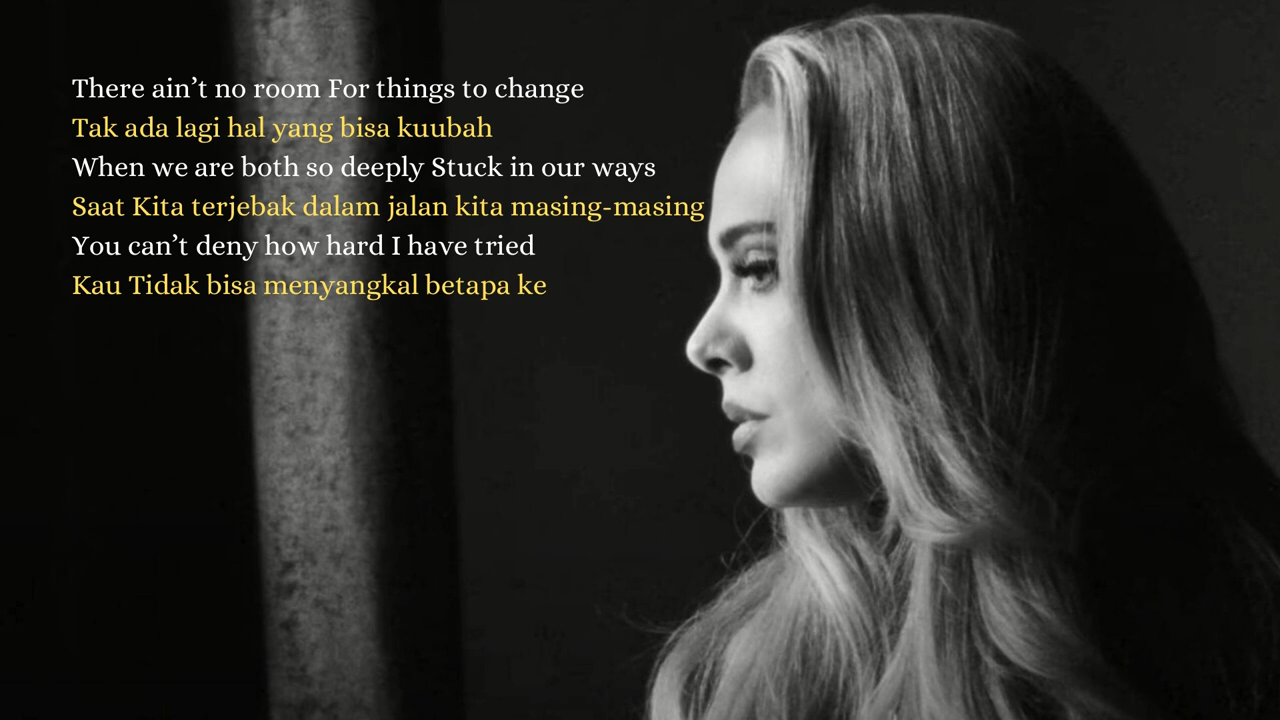 There ain’t no room For things to change
Tak ada lagi hal yang bisa kuubah
When we are both so deeply Stuck in our ways
Saat Kita terjebak dalam jalan kita masing-masing
You can’t deny how hard I have tried
Kau Tidak bisa menyangkal betapa ke